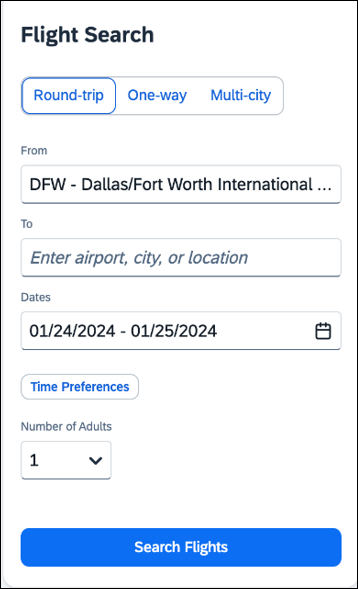 Flight Search
Round-trip One-way Multi-city
From
DFW - Dallas/Fort Worth International ...
To
Enter airport, city, or location
Dates
01/24/2024 - 01/25/2024
Time Preferences
Number of Adults
1
Search Flights